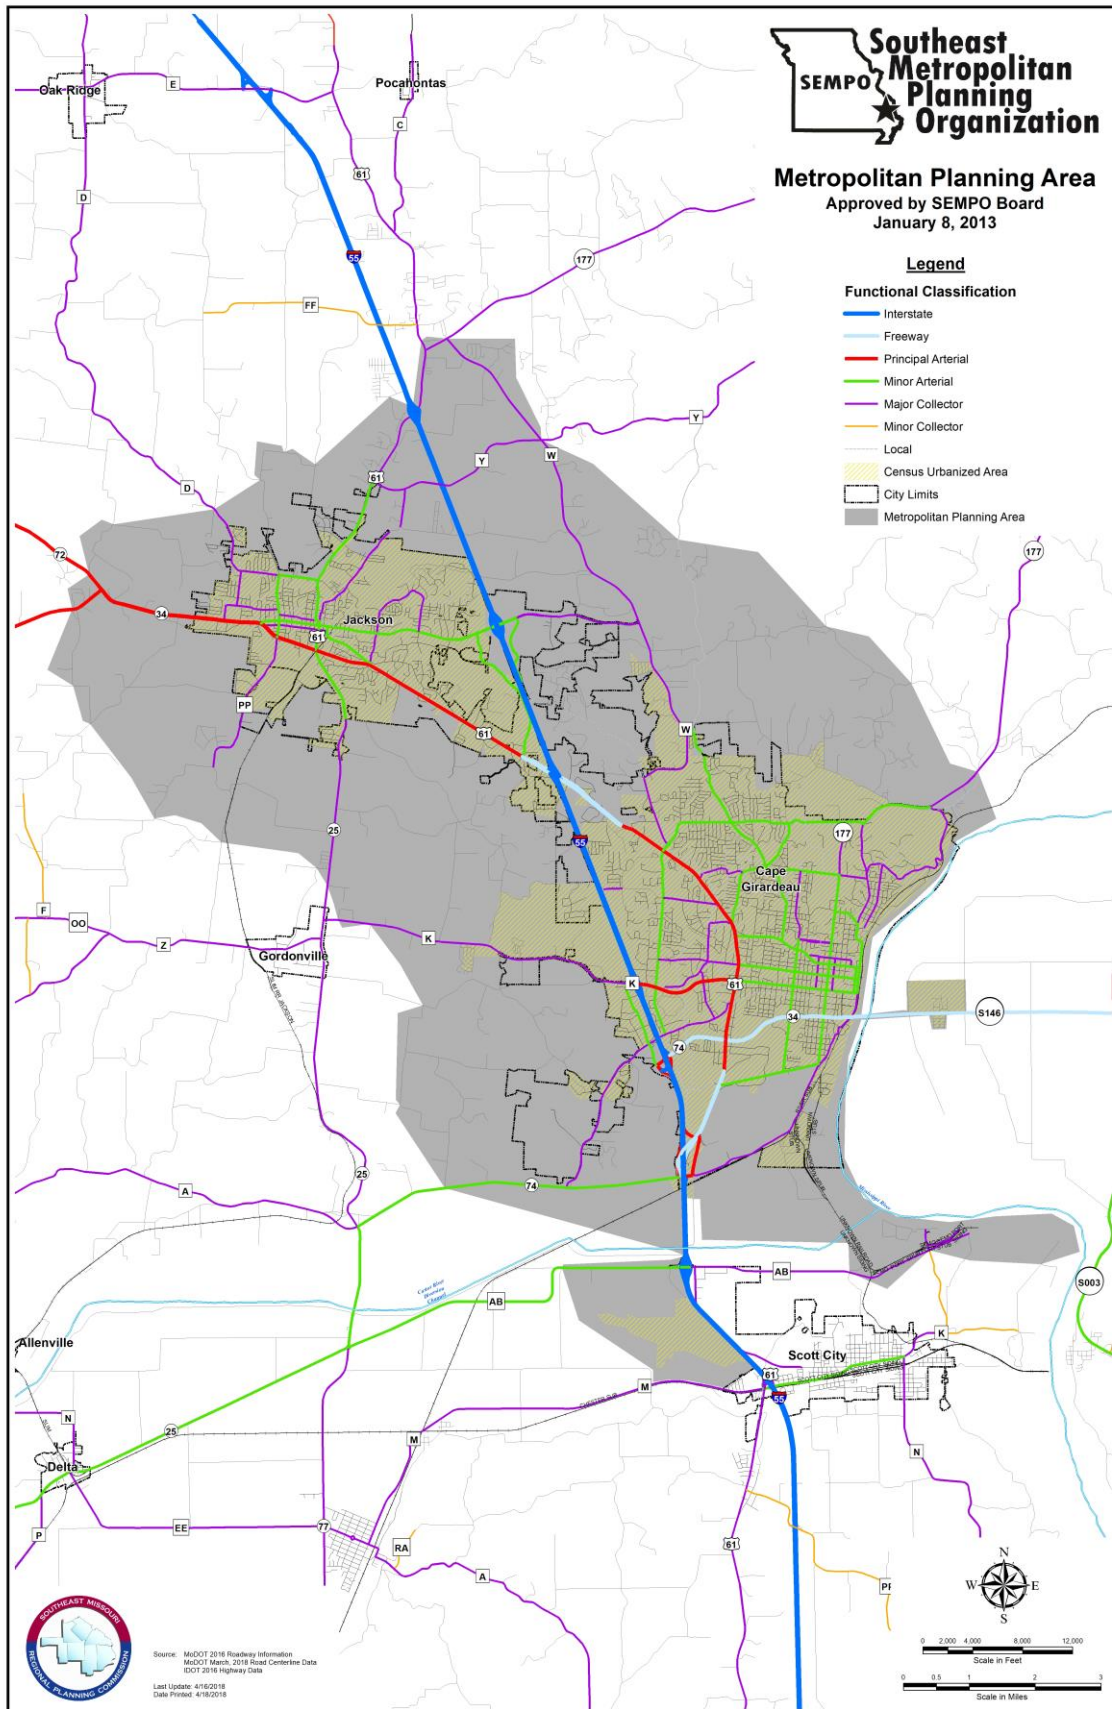 SEMPO
Southeast
Metropolitan
Planning
Organization
Metropolitan Planning Area
Approved by SEMPO Board
January 8, 2013
Legend
Functional Classification
Interstate
Freeway
Principal Arterial
Minor Arterial
Major Collector
Minor Collector
Local
Census Urbanized Area
City Limits
Metropolitan Planning Area
Oak Ridge
E
Pocahontas
C
61
D
55
177
FF
Y
W
Y
61
D
177
72
34
Jackson
61
PP
61
W
25
55
177
Cape
Girardeau
F
OO
Z
K
Gordonville
K
61
34
S146
74
25
A
74
Mississippi River
AB
S003
AB
Allenville
Scott City
K
61
M
55
N
25
M
N
Delta
P
EE
77
RA
61
A
N
W
E
S
SOUTHEAST MISSOURI
REGIONAL PLANNING COMMISSION
Source: MoDOT 2016 Roadway Information
MoDOT March, 2018 Road Centerline Data
IDOT 2016 Highway Data
Last Update: 4/16/2018
Date Printed: 4/18/2018
0 2,000 4,000 8,000 12,000
Scale in Feet
0 0.5 1 2 3
Scale in Miles